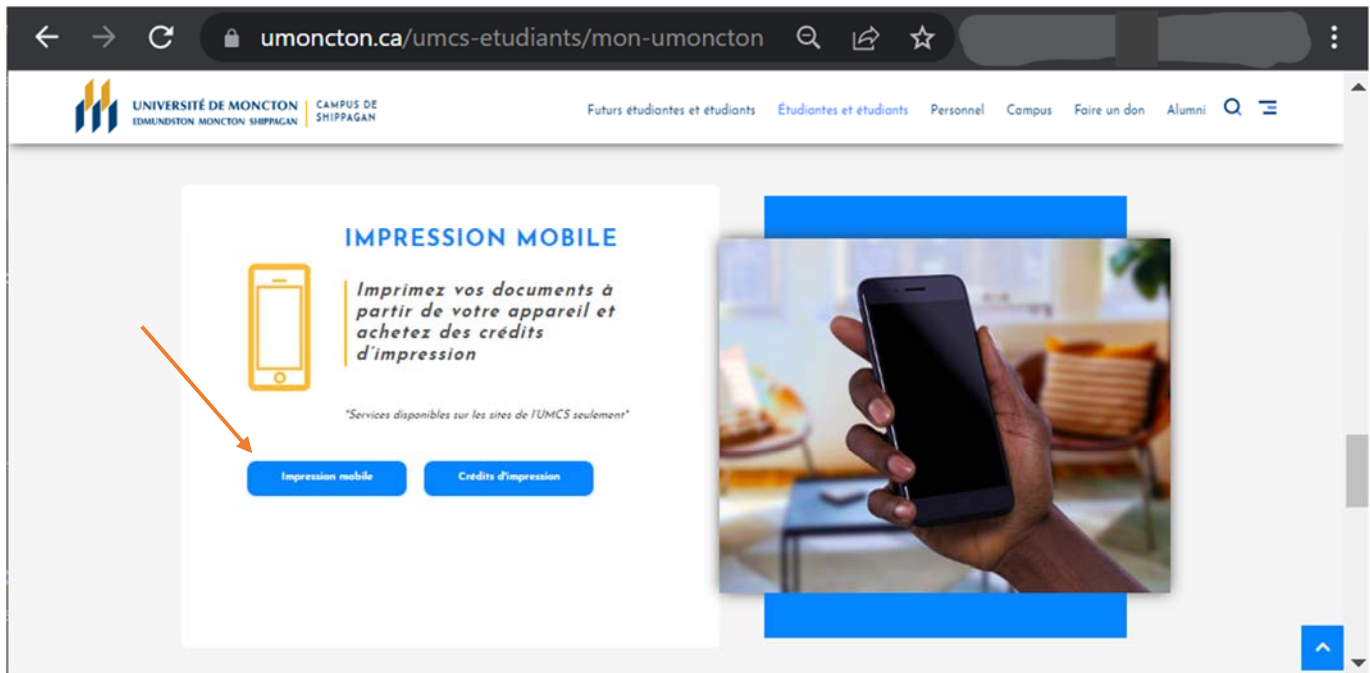 umoncton.ca/umcs-etudiants/mon-umoncton
UNIVERSITÉ DE MONCTON
EDMUNDSTON MONCTON SHIPPAGAN
CAMPUS DE
SHIPPAGAN
Futurs étudiantes et étudiants Étudiantes et étudiants Personnel Campus Faire un don Alumni
IMPRESSION MOBILE
Imprimez vos documents à
partir de votre appareil et
achetez des crédits
d'impression
*Services disponibles sur les sites de l'UMCS seulement*
Impression mobile Crédits d'impression